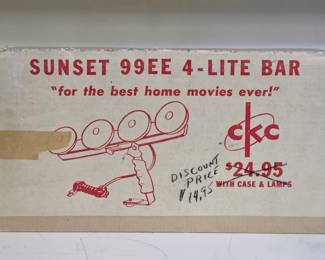 SUNSET 99EE 4-LITE BAR
"for the best home movies ever!"
CKC
DISCOUNT
PRICE
$14.95
$24.95
WITH CASE & LAMPS